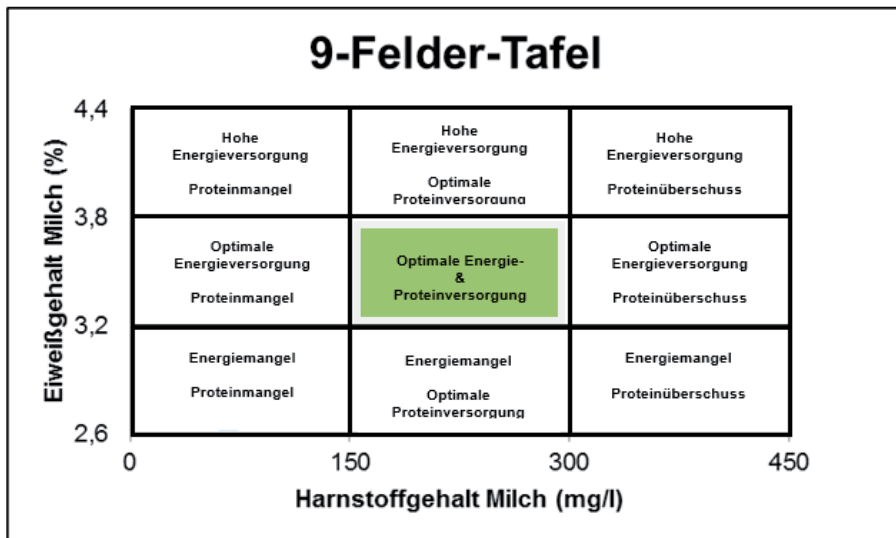 9-Felder-Tafel
Eiweißgehalt Milch (%)
4,4
3,8
3,2
2,6
Hohe
Energieversorgung
Proteinmangel
Hohe
Energieversorgung
Optimale
Proteinversorgung
Hohe
Energieversorgung
Proteinüberschuss
Optimale
Energieversorgung
Proteinmangel
Optimale Energie-
&
Proteinversorgung
Optimale
Energieversorgung
Proteinüberschuss
Energiemangel
Proteinmangel
Energiemangel
Optimale
Proteinversorgung
Energiemangel
Proteinüberschuss
0
150
300
450
Harnstoffgehalt Milch (mg/l)